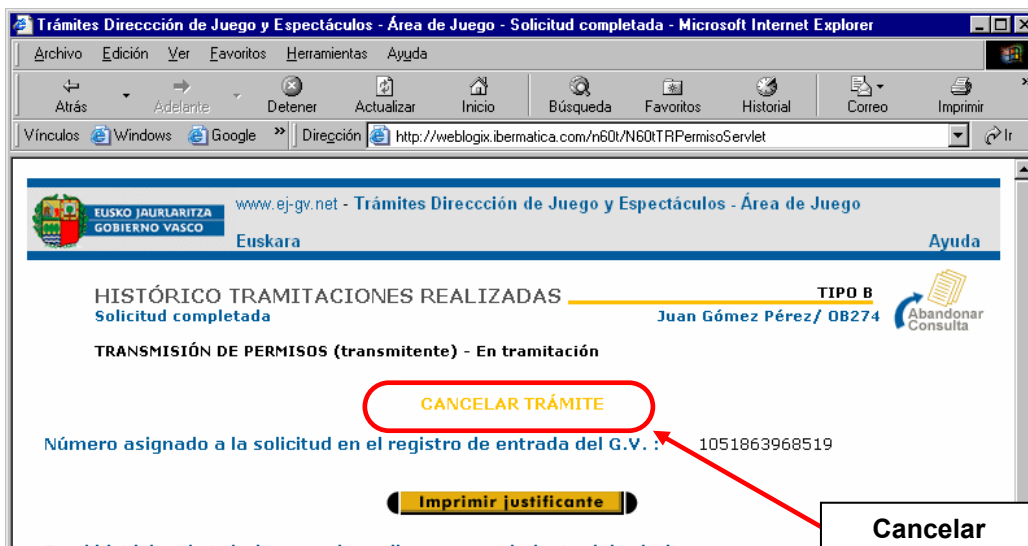 Trámites Direccción de Juego y Espectáculos - Área de Juego - Solicitud completada - Microsoft Internet Explorer
Archivo Edición Ver Favoritos Herramientas Ayuda
Atrás Adelante Detener Actualizar Inicio Búsqueda Favoritos Historial Correo Imprimir
Vínculos Windows Google » Dirección http://weblogix.ibermatica.com/n60t/N60tTRPermisoServlet Ir
EUSKO JAURLARITZA
GOBIERNO VASCO
www.ej-gv.net - Trámites Direccción de Juego y Espectáculos - Área de Juego
Euskara Ayuda
HISTÓRICO TRAMITACIONES REALIZADAS TIPO B
Solicitud completada Juan Gómez Pérez/ OB274
Abandonar
Consulta
TRANSMISIÓN DE PERMISOS (transmitente) - En tramitación
CANCELAR TRÁMITE
Número asignado a la solicitud en el registro de entrada del G.V. : 1051863968519
Imprimir justificante
Cancelar